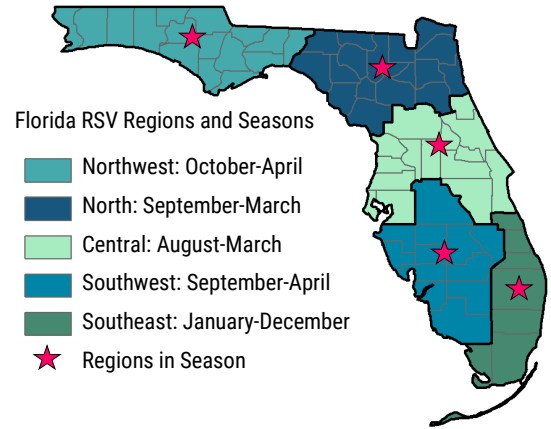 Florida RSV Regions and Seasons
Northwest: October-April
North: September-March
Central: August-March
Southwest: September-April
Southeast: January-December
Regions in Season